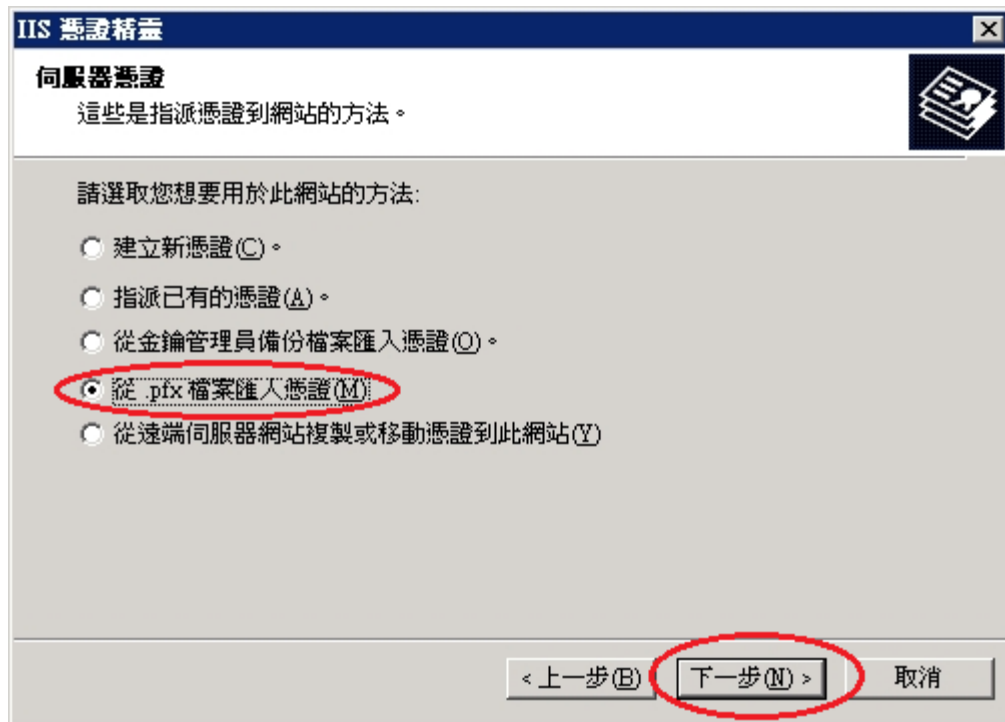 IIS 憑證精靈
伺服器憑證
這些是指派憑證到網站的方法。
請選取您想要用於此網站的方法:
建立新憑證(C)。
指派已有的憑證(A)。
從金鑰管理員備份檔案匯入憑證(O)。
從 .pfx 檔案匯入憑證(M)
從遠端伺服器網站複製或移動憑證到此網站(Y)
< 上一步(B) 下一步(N) > 取消